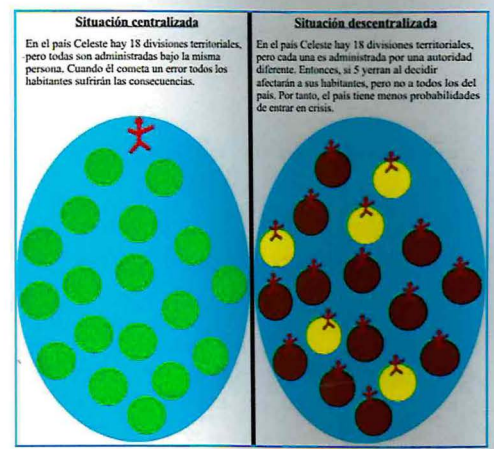 Situación centralizada
En el país Celeste hay 18 divisiones territoriales,
pero todas son administradas bajo la misma
persona. Cuando él cometa un error todos los
habitantes sufrirán las consecuencias.
Situación descentralizada
En el país Celeste hay 18 divisiones territoriales,
pero cada una es administrada por una autoridad
diferente. Entonces, si 5 yerran al decidir
afectarán a sus habitantes, pero no a todos los del
país. Por tanto, el país tiene menos probabilidades
de entrar en crisis.